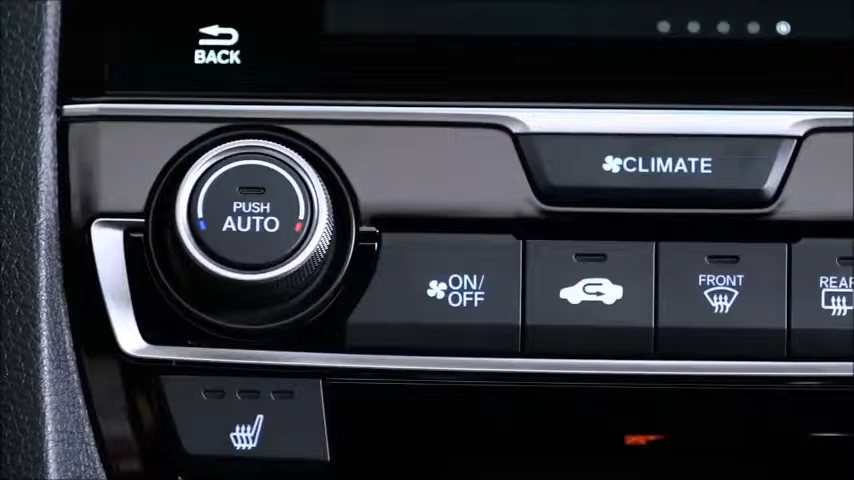 BACK
CLIMATE
PUSH
AUTO
ON/
OFF
FRONT
REAR